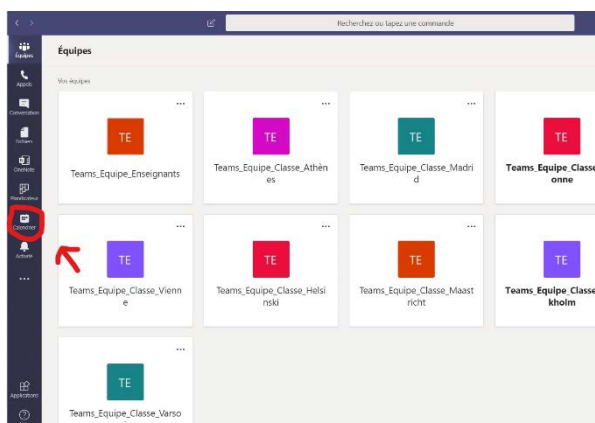 Recherchez ou tapez une commande
Équipes
Équipes
Vos équipes
Appels
Conversation
Fichiers
OneNote
Planificateur
Calendrier
Activité
...
Applications
...
TE
Teams_Equipe_Enseignants
...
TE
Teams_Equipe_Classe_Athèn
es
...
TE
Teams_Equipe_Classe_Madri
d
TE
Teams_Equipe_Classe
onne
...
TE
Teams_Equipe_Classe_Vienn
e
...
TE
Teams_Equipe_Classe_Helsi
nski
...
TE
Teams_Equipe_Classe_Maast
richt
TE
Teams_Equipe_Classe
kholm
...
TE
Teams_Equipe_Classe_Varso